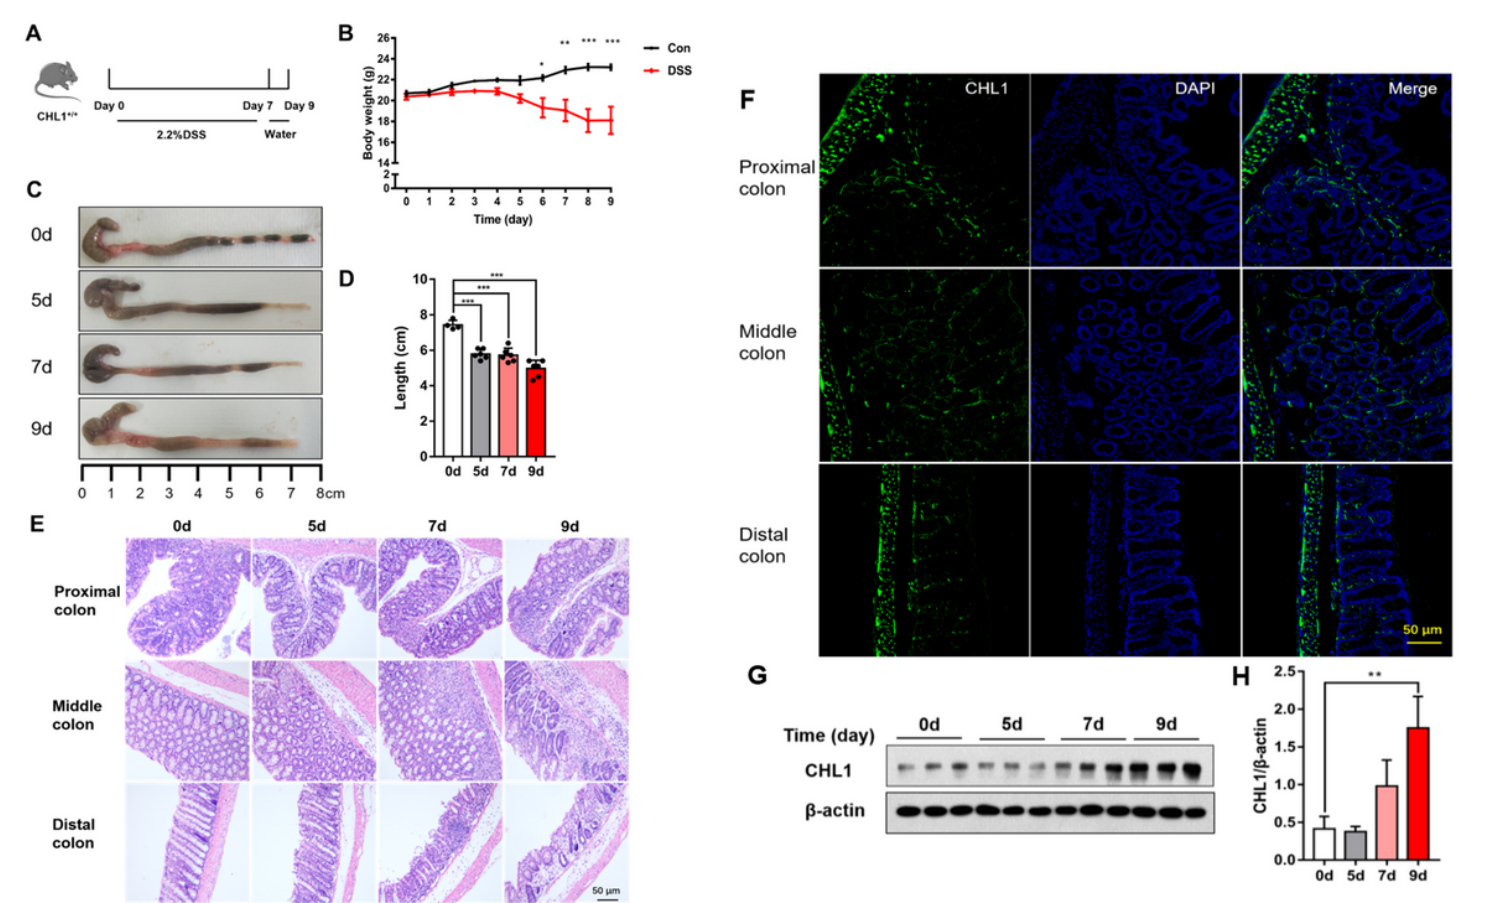 A
CHL1+/+
Day 0
Day 7
Day 9
2.2%DSS
Water
B
Body weight (g)
26
24
22
20
18
16
14
2
0
0 1 2 3 4 5 6 7 8 9
Time (day)
* ** *** ***
Con
DSS
C
0d
5d
7d
9d
0 1 2 3 4 5 6 7 8cm
D
Length (cm)
10
8
6
4
2
0
***
***
***
0d 5d 7d 9d
E
0d 5d 7d 9d
Proximal
colon
Middle
colon
Distal
colon
50 μm
F
CHL1 DAPI Merge
Proximal
colon
Middle
colon
Distal
colon
50 μm
G
Time (day) 0d 5d 7d 9d
CHL1
β-actin
H
CHL1/β-actin
2.5
2.0
1.5
1.0
0.5
0.0
**
0d 5d 7d 9d